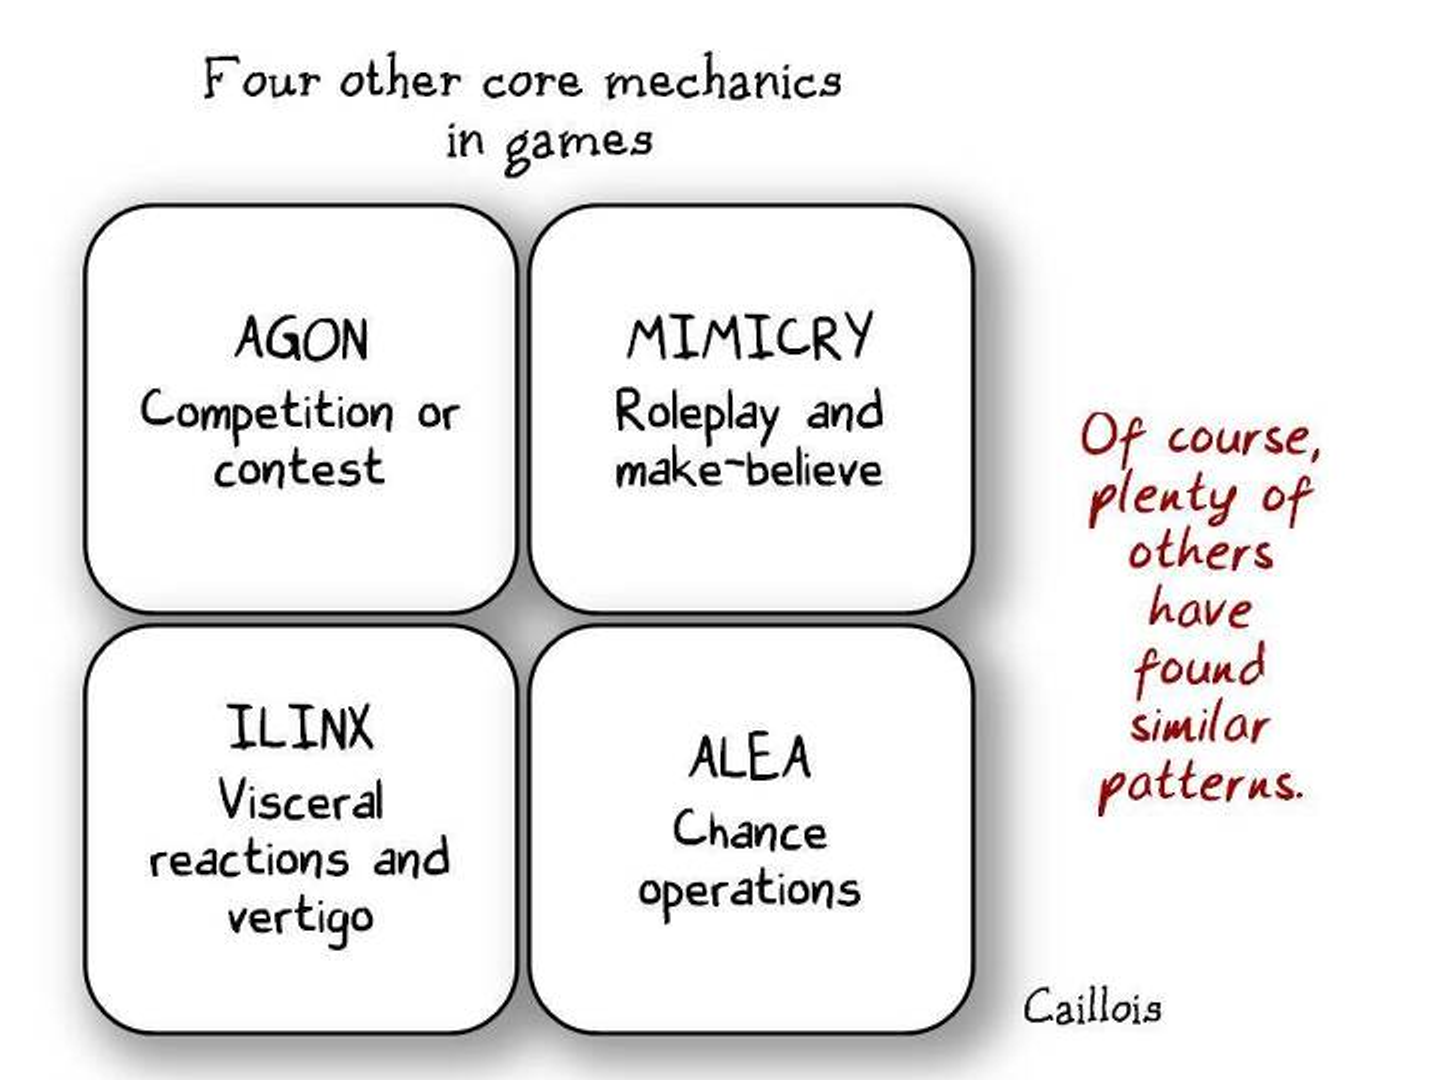 Four other core mechanics
in games
AGON
Competition or
contest
MIMICRY
Roleplay and
make-believe
ILINX
Visceral
reactions and
vertigo
ALEA
Chance
operations
Of course,
plenty of
others
have
found
similar
patterns.
Caillois